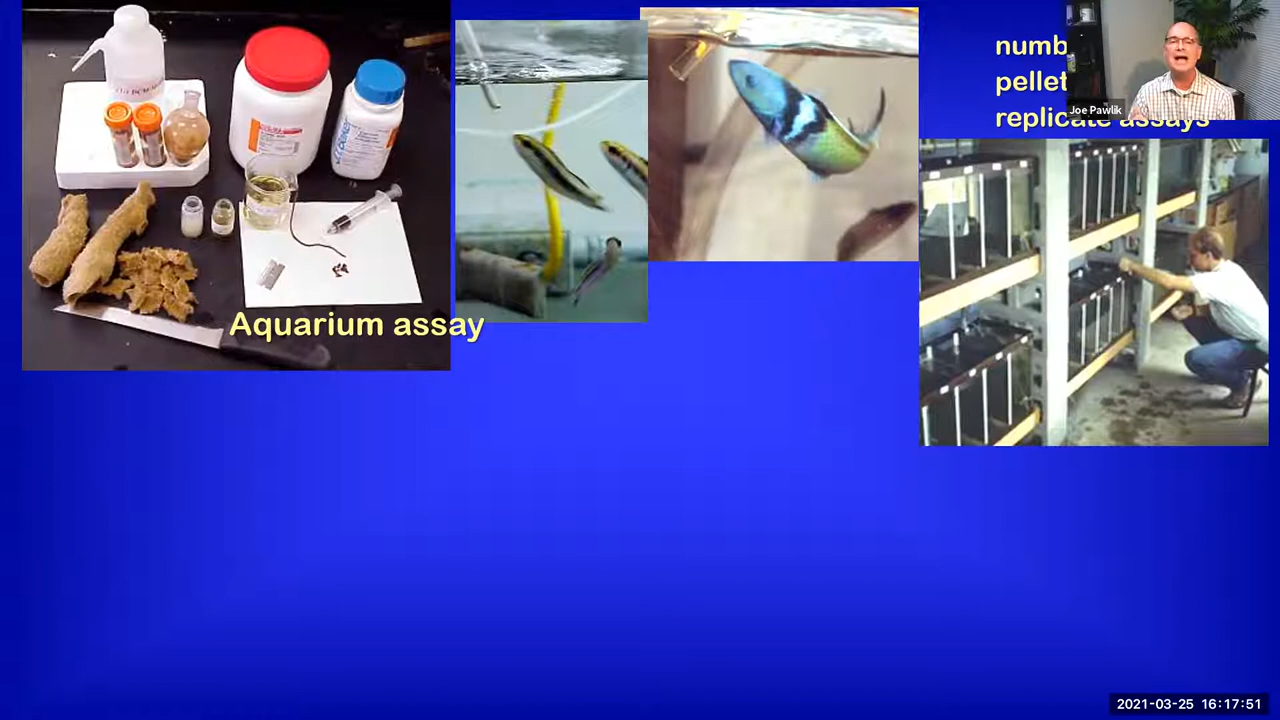 numb
pellet
replicate assays
Joe Pawlik
Aquarium assay
2021-03-25 16:17:51